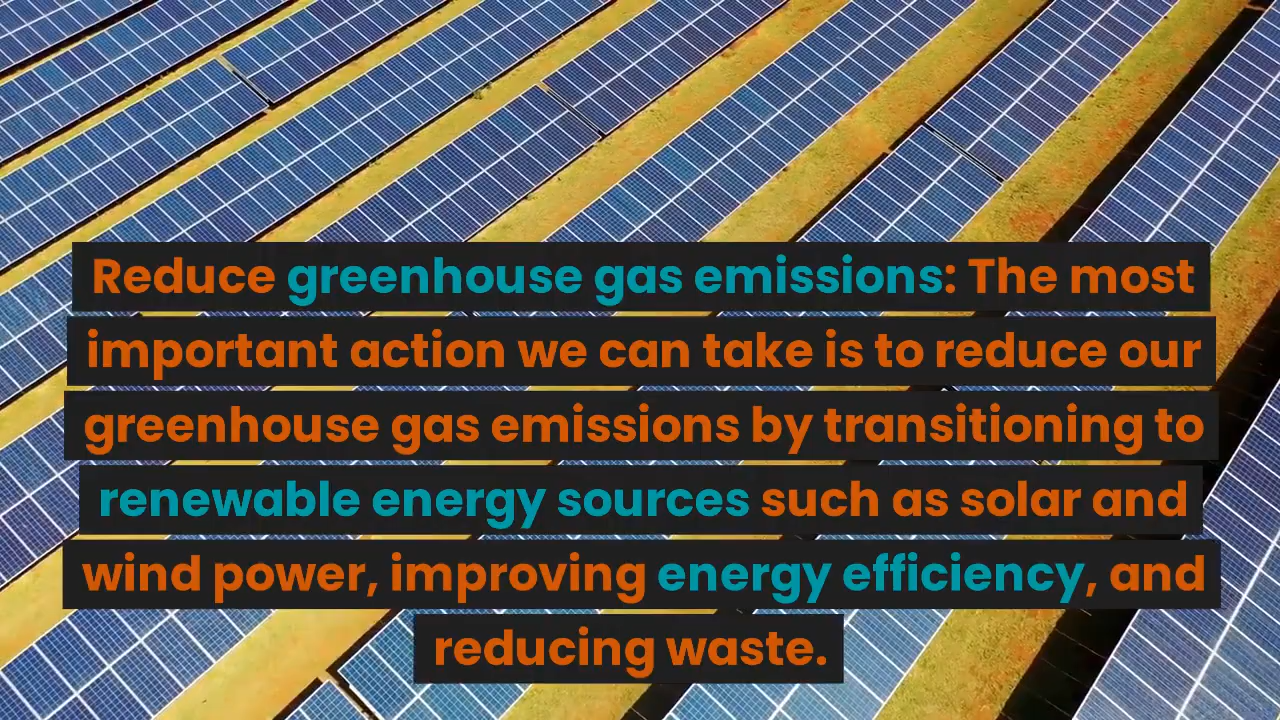 Reduce greenhouse gas emissions: The most
important action we can take is to reduce our
greenhouse gas emissions by transitioning to
renewable energy sources such as solar and
wind power, improving energy efficiency, and
reducing waste.